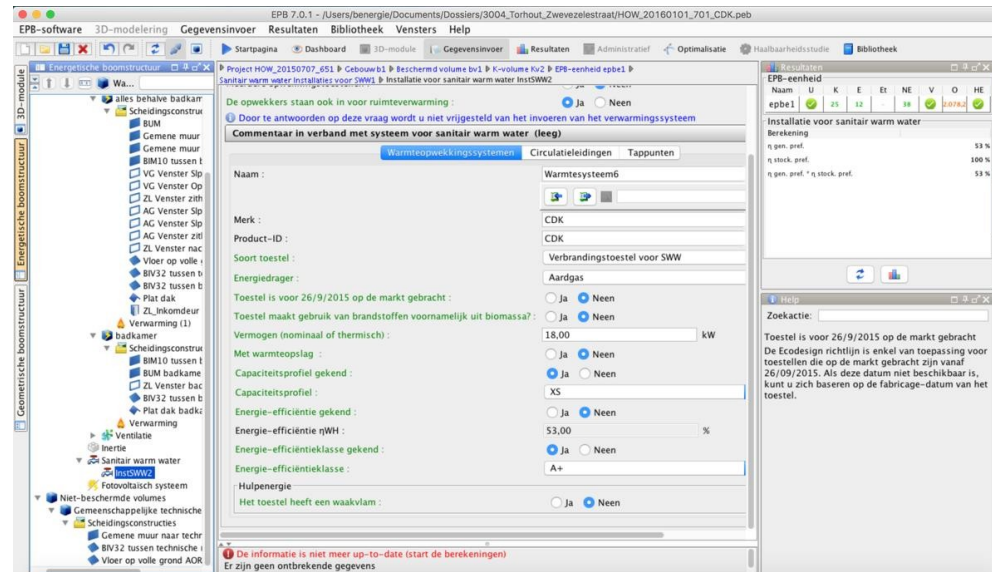 EPB 7.0.1 - /Users/benergie/Documents/Dossiers/3004_Torhout_Zwevezelestraat/HOW_20160101_701_CDK.peb
EPB-software 3D-modelering Gegevensinvoer Resultaten Bibliotheek Vensters Help
Startpagina Dashboard 3D-module Gegevensinvoer Resultaten Administratief Optimalisatie Haalbaarheidsstudie Bibliotheek
3D-module
Energetische boomstructuur
Geometrische boomstructuur
Energetische boomstructuur
Wa...
alles behalve badkam
Scheidingsconstruc
BUM
Gemene muur
Gemene muur
BIM10 tussen b
VG Venster Slp
VG Venster Op
ZL Venster zith
AG Venster Slp
AG Venster Slp
AG Venster zitl
ZL Venster nac
Vloer op volle
BIV32 tussen t
BIV32 tussen b
Plat dak
ZL_Inkomdeur
Verwarming (1)
badkamer
Scheidingsconstruct
BIM10 tussen b
BUM badkame
ZL Venster bac
BIV32 tussen b
Plat dak badka
Verwarming
Ventilatie
Inertie
Sanitair warm water
InstSWW2
Fotovoltaïsch systeem
Niet-beschermde volumes
Gemeenschappelijke technische
Scheidingsconstructies
Gemene muur naar techr
BIV32 tussen technische
Vloer op volle grond AOR
Project HOW_20150707_651 Gebouw b1 Beschermd volume bv1 K-volume Kv2 EPB-eenheid epbe1
Sanitair warm water Installaties voor SWW1 Installatie voor sanitair warm water InstSWW2
De opwekkers staan ook in voor ruimteverwarming : Ja Neen
Door te antwoorden op deze vraag wordt u niet vrijgesteld van het invoeren van het verwarmingssysteem
Commentaar in verband met systeem voor sanitair warm water (leeg)
Warmteopwekkingssystemen Circulatieleidingen Tappunten
Naam : Warmtesysteem6
Merk : CDK
Product-ID : CDK
Soort toestel : Verbrandingstoestel voor SWW
Energiedrager : Aardgas
Toestel is voor 26/9/2015 op de markt gebracht : Ja Neen
Toestel maakt gebruik van brandstoffen voornamelijk uit biomassa? : Ja Neen
Vermogen (nominaal of thermisch) : 18,00 kW
Met warmteopslag : Ja Neen
Capaciteitsprofiel gekend : Ja Neen
Capaciteitsprofiel : XS
Energie-efficiëntie gekend : Ja Neen
Energie-efficiëntie ηWH : 53,00 %
Energie-efficiëntieklasse gekend : Ja Neen
Energie-efficiëntieklasse : A+
Hulpenergie
Het toestel heeft een waakvlam : Ja Neen
De informatie is niet meer up-to-date (start de berekeningen)
Er zijn geen ontbrekende gegevens
Resultaten
EPB-eenheid
Naam U K E Et NE V O HE
epbe1 25 12 - 38 2.078,2
Installatie voor sanitair warm water
Berekening
η gen. pref. 53 %
η stock. pref. 100 %
η gen. pref. * η stock. pref. 53 %
Help
Zoekactie:
Toestel is voor 26/9/2015 op de markt gebracht
De Ecodesign richtlijn is enkel van toepassing voor
toestellen die op de markt gebracht zijn vanaf
26/09/2015. Als deze datum niet beschikbaar is,
kunt u zich baseren op de fabricage-datum van het
toestel.